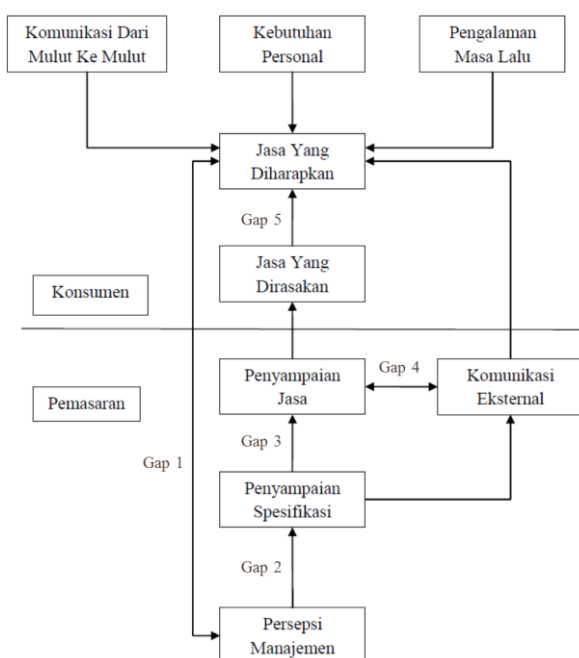 Komunikasi Dari
Mulut Ke Mulut
Kebutuhan
Personal
Pengalaman
Masa Lalu
Jasa Yang
Diharapkan
Gap 5
Jasa Yang
Dirasakan
Konsumen
Pemasaran
Penyampaian
Jasa
Gap 4
Komunikasi
Eksternal
Gap 3
Gap 1
Penyampaian
Spesifikasi
Gap 2
Persepsi
Manajemen